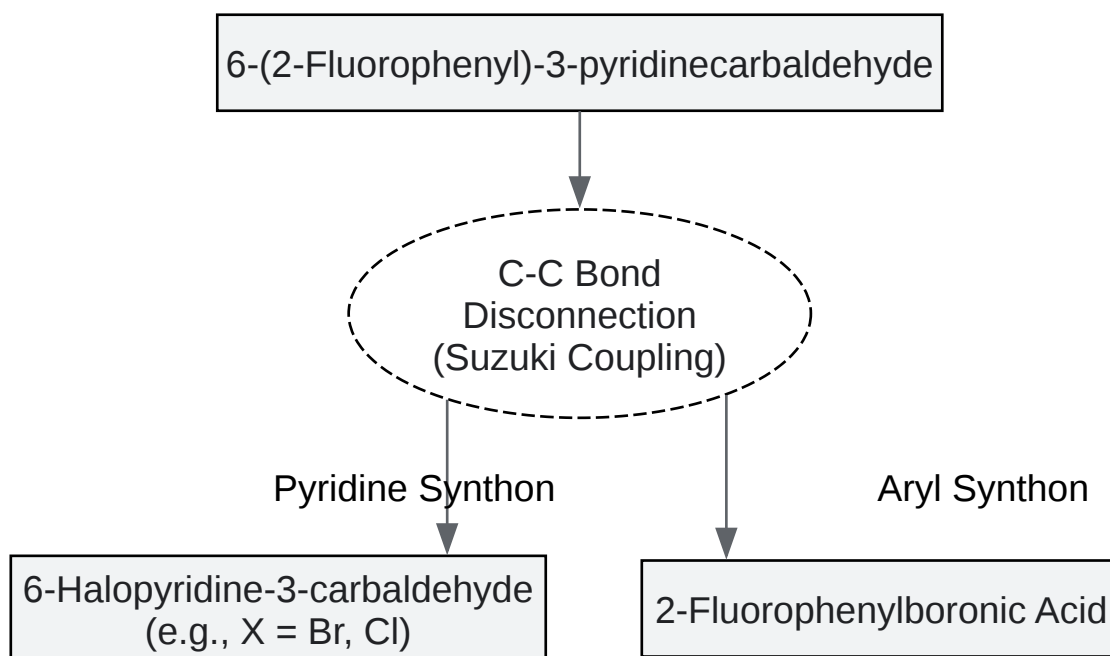 6-(2-Fluorophenyl)-3-pyridinecarbaldehyde
C-C Bond
Disconnection
(Suzuki Coupling)
Pyridine Synthon
Aryl Synthon
6-Halopyridine-3-carbaldehyde
(e.g., X = Br, Cl)
2-Fluorophenylboronic Acid